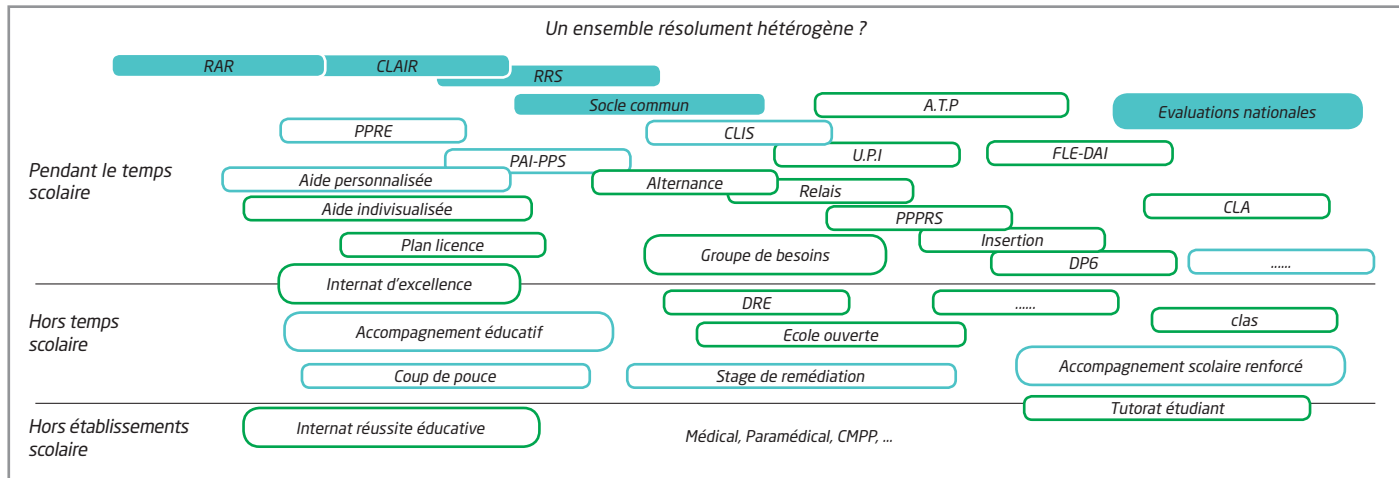 Un ensemble résolument hétérogène ?
RAR
CLAIR
RRS
Socle commun
A.T.P
Evaluations nationales
PPRE
CLIS
Pendant le temps
scolaire
PAI-PPS
U.P.I
FLE-DAI
Aide personnalisée
Alternance
Relais
Aide indivisualisée
PPPRS
CLA
Plan licence
Groupe de besoins
Insertion
DP6
......
Internat d'excellence
Hors temps
scolaire
DRE
......
clas
Accompagnement éducatif
Ecole ouverte
Coup de pouce
Stage de remédiation
Accompagnement scolaire renforcé
Tutorat étudiant
Hors établissements
scolaire
Internat réussite éducative
Médical, Paramédical, CMPP, ...